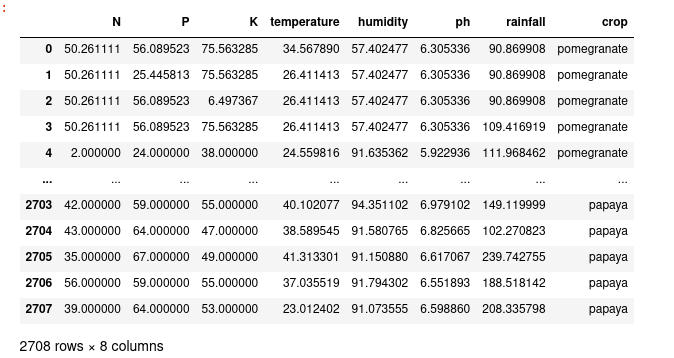 :
N P K temperature humidity ph rainfall crop
0 50.261111 56.089523 75.563285 34.567890 57.402477 6.305336 90.869908 pomegranate
1 50.261111 25.445813 75.563285 26.411413 57.402477 6.305336 90.869908 pomegranate
2 50.261111 56.089523 6.497367 26.411413 57.402477 6.305336 90.869908 pomegranate
3 50.261111 56.089523 75.563285 26.411413 57.402477 6.305336 109.416919 pomegranate
4 2.000000 24.000000 38.000000 24.559816 91.635362 5.922936 111.968462 pomegranate
... ... ... ... ... ... ... ... ...
2703 42.000000 59.000000 55.000000 40.102077 94.351102 6.979102 149.119999 papaya
2704 43.000000 64.000000 47.000000 38.589545 91.580765 6.825665 102.270823 papaya
2705 35.000000 67.000000 49.000000 41.313301 91.150880 6.617067 239.742755 papaya
2706 56.000000 59.000000 55.000000 37.035519 91.794302 6.551893 188.518142 papaya
2707 39.000000 64.000000 53.000000 23.012402 91.073555 6.598860 208.335798 papaya
2708 rows × 8 columns